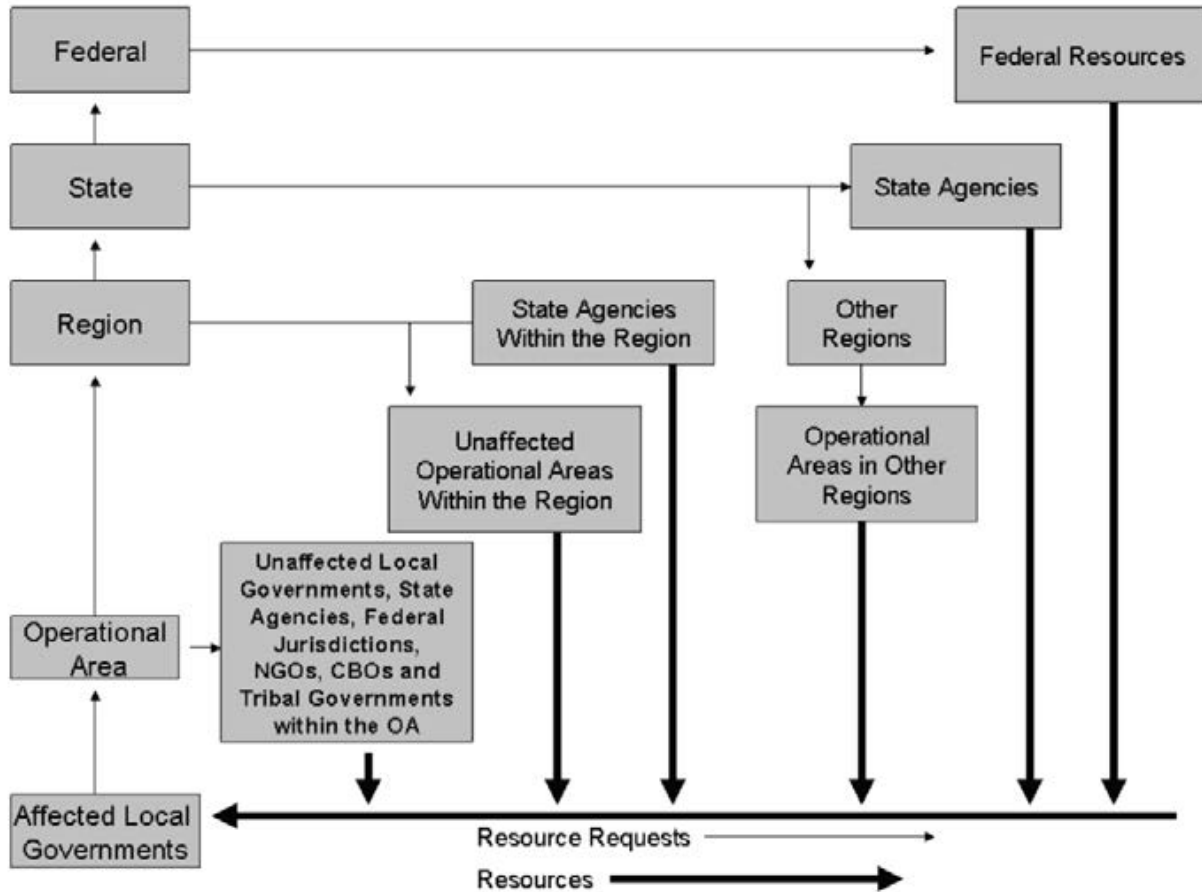 Federal
Federal Resources
State
State Agencies
Region
State Agencies
Within the Region
Other
Regions
Unaffected
Operational Areas
Within the Region
Operational
Areas in Other
Regions
Operational
Area
Unaffected Local
Governments, State
Agencies, Federal
Jurisdictions,
NGOs, CBOs and
Tribal Governments
within the OA
Affected Local
Governments
Resource Requests
Resources